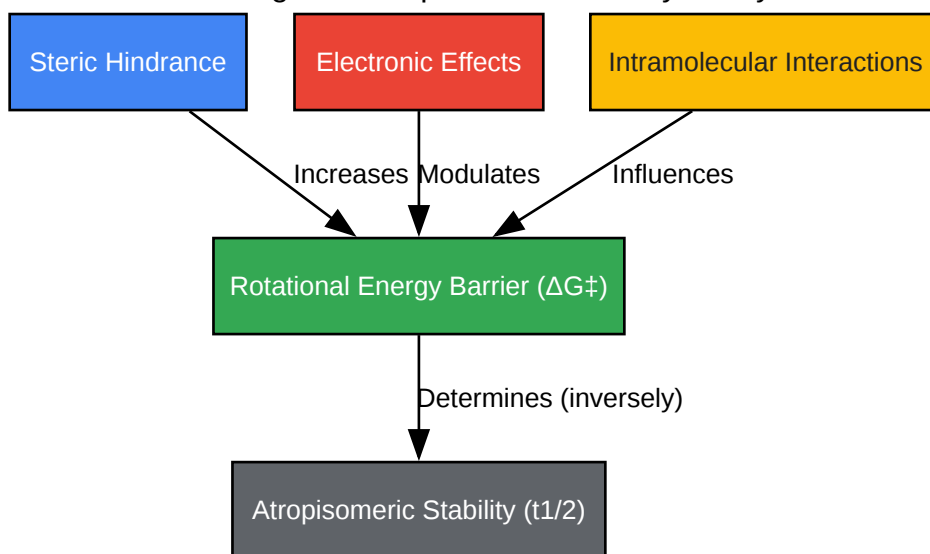 Steric Hindrance
Electronic Effects
Intramolecular Interactions
Increases
Modulates
Influences
Rotational Energy Barrier (ΔG‡)
Determines (inversely)
Atropisomeric Stability (t1/2)